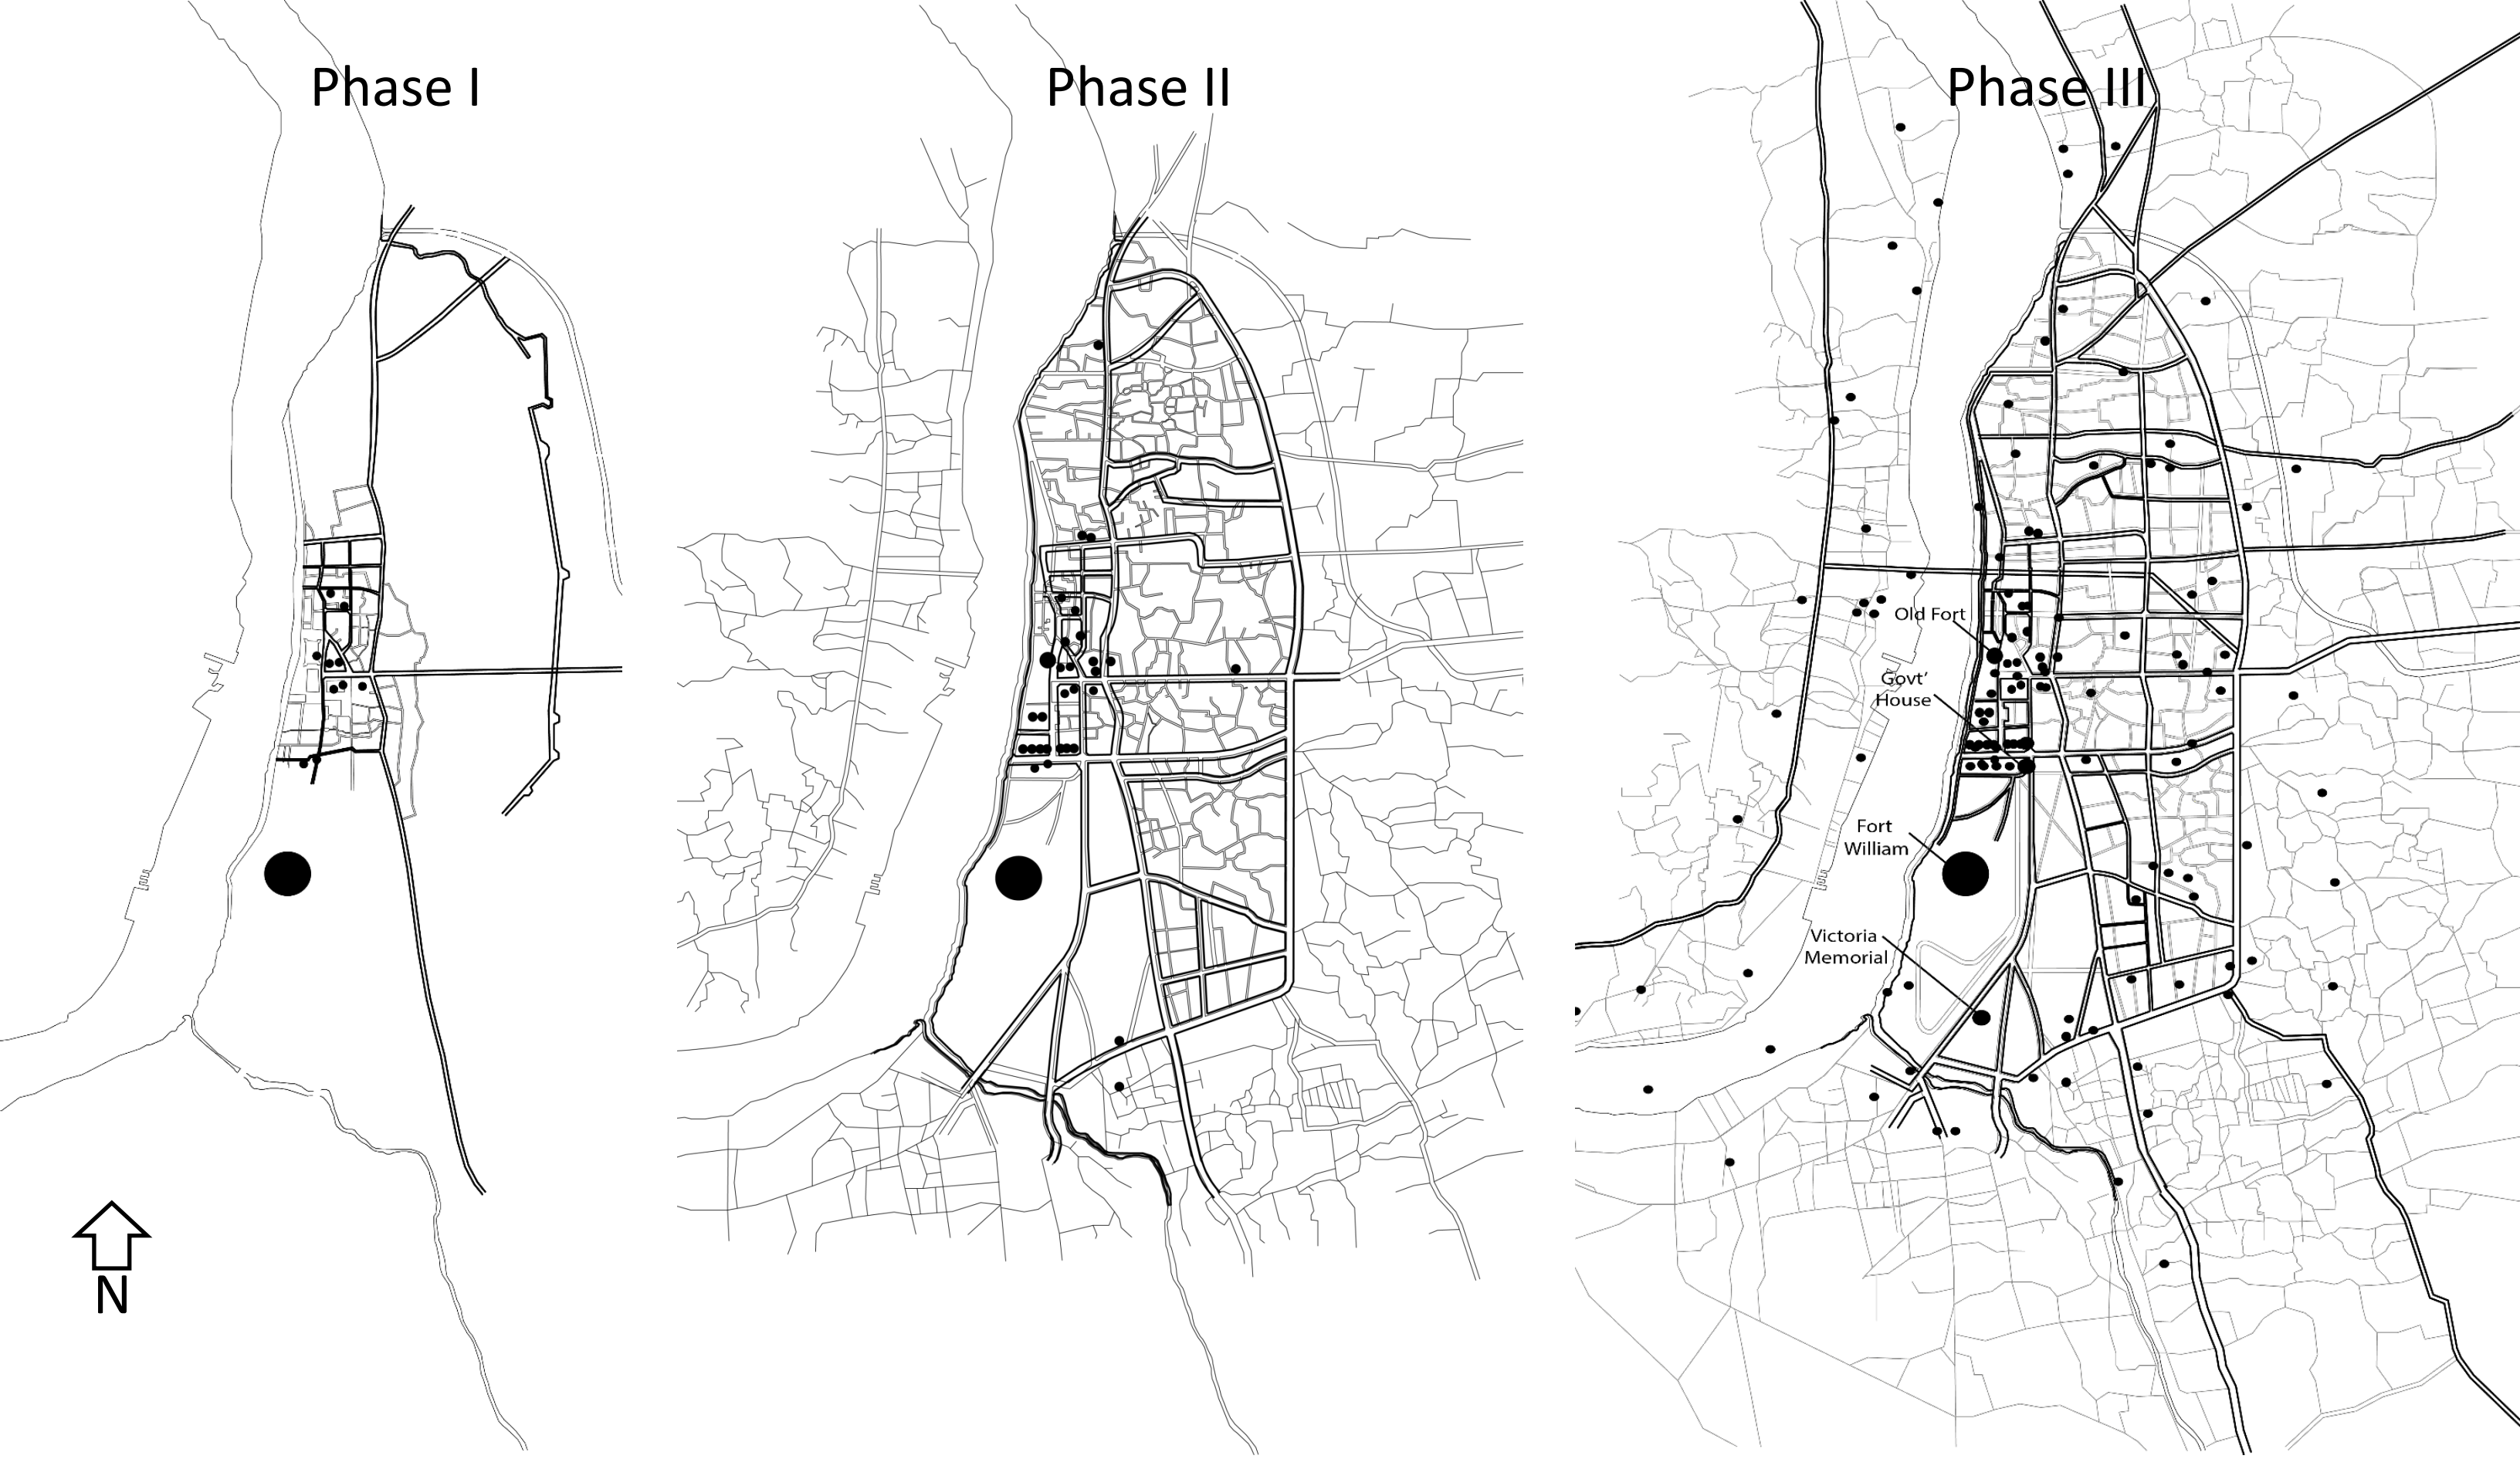 Phase I
Phase II
Phase III
Old Fort
Govt'
House
Fort
William
Victoria
Memorial
N